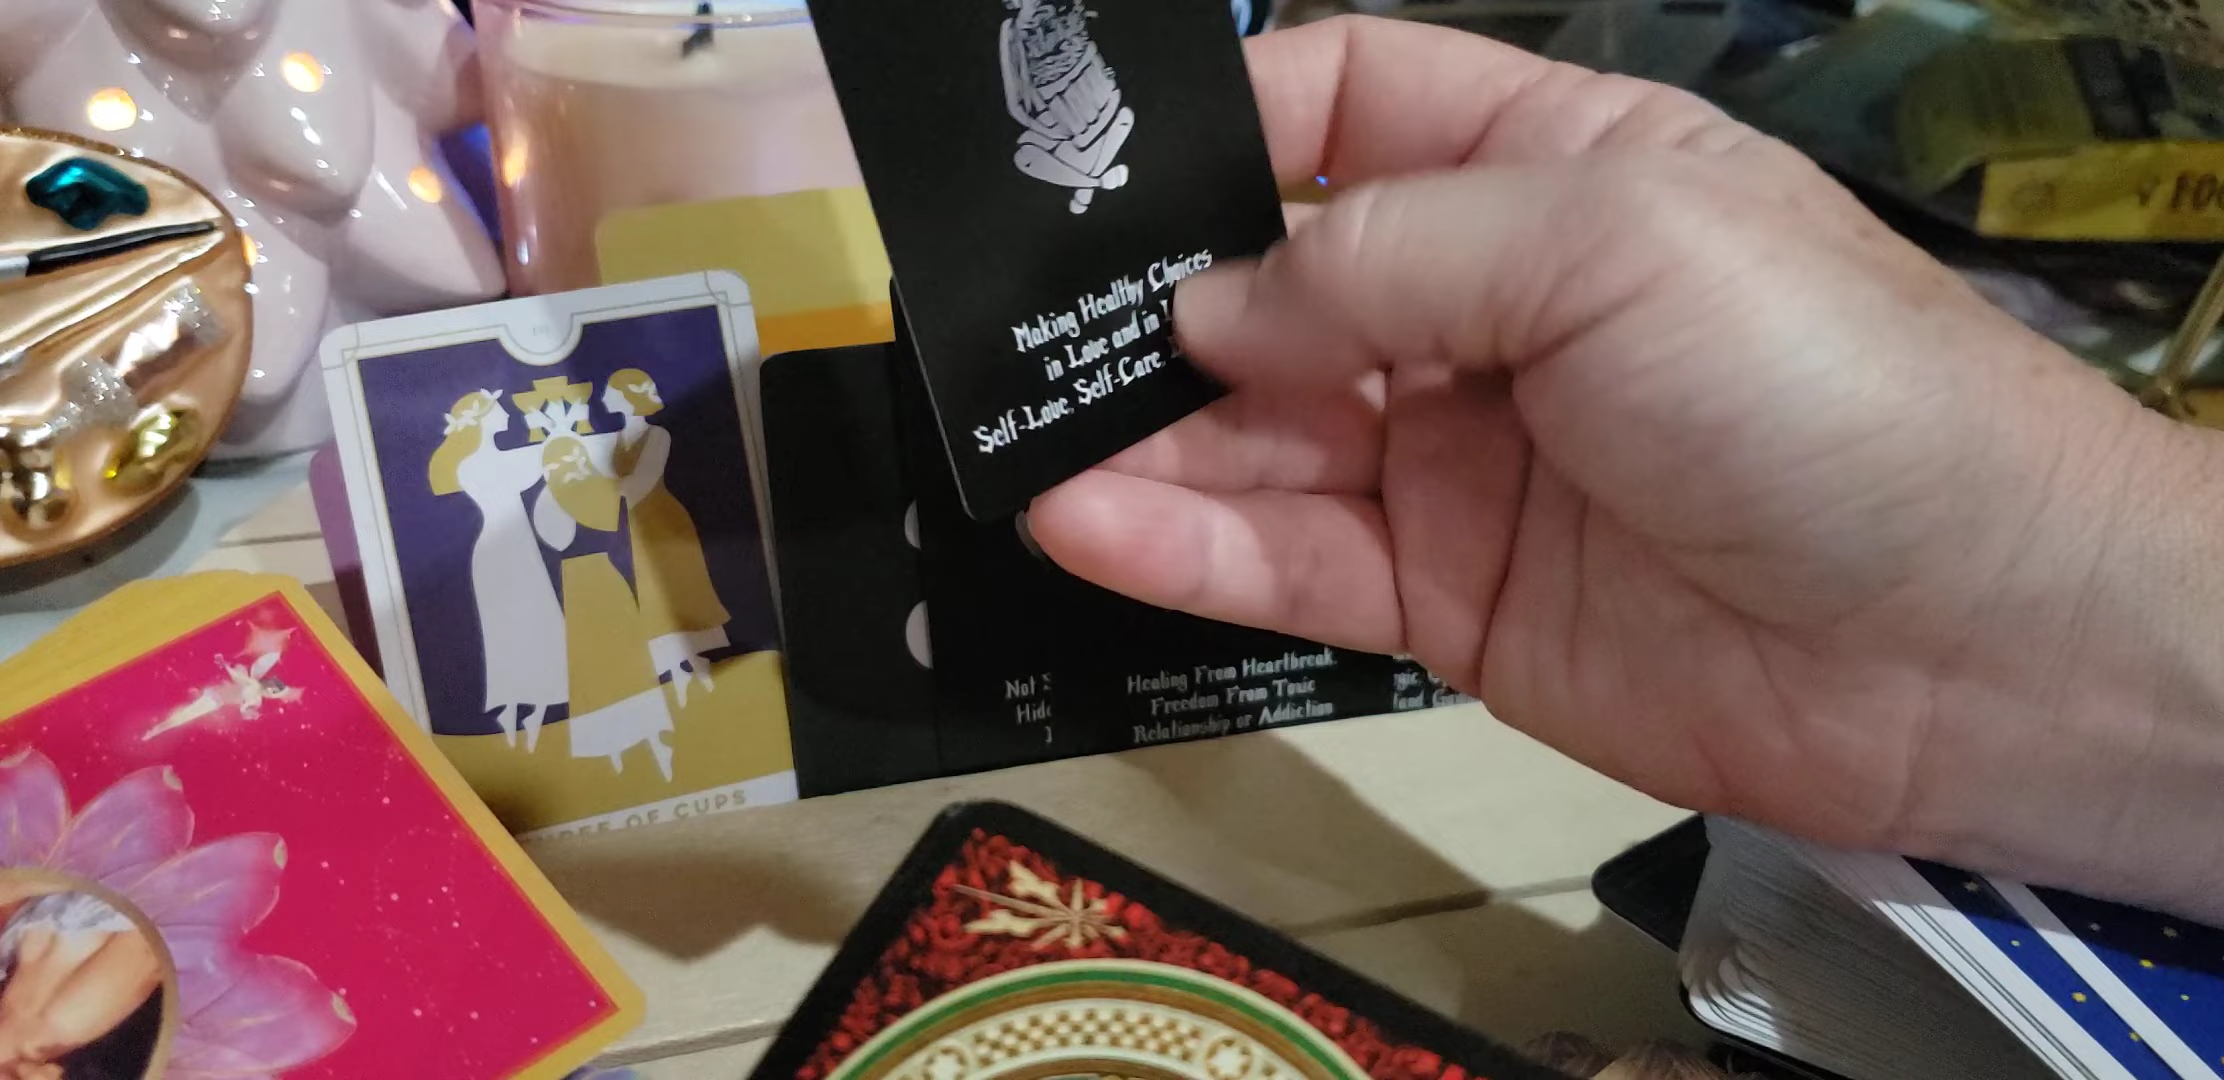 Making Healthy Choices
in Love and in
Self-Love, Self-Care.
THREE OF CUPS
Not
Healing From Heartbreak.
Freedom From Toxic
Relationship or Addiction